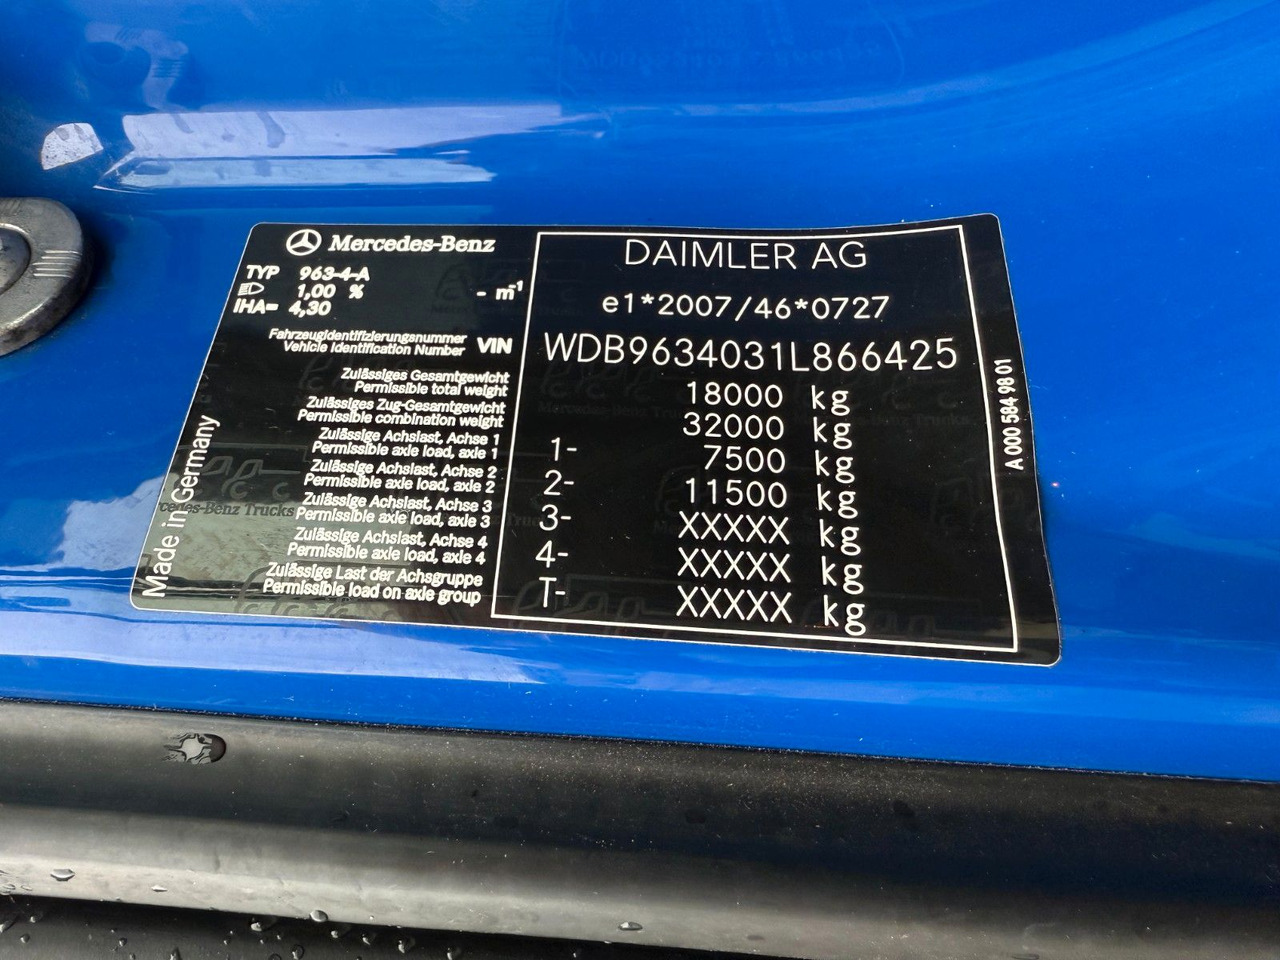 Mercedes-Benz
TYP 963-4-A
1,00 % - m⁻¹
IHA= 4,30
Fahrzeugidentifizierungsnummer
Vehicle Identification Number VIN
Zulässiges Gesamtgewicht
Permissible total weight
Zulässiges Zug-Gesamtgewicht
Permissible combination weight
Zulässige Achslast, Achse 1
Permissible axle load, axle 1
Zulässige Achslast, Achse 2
Permissible axle load, axle 2
Zulässige Achslast, Achse 3
Permissible axle load, axle 3
Zulässige Achslast, Achse 4
Permissible axle load, axle 4
Zulässige Last der Achsgruppe
Permissible load on axle group
Made in Germany
DAIMLER AG
e1*2007/46*0727
WDB9634031L866425
18000 kg
32000 kg
1- 7500 kg
2- 11500 kg
3- XXXXX kg
4- XXXXX kg
T- XXXXX kg
A 000 584 98 01
Mercedes-Benz Trucks